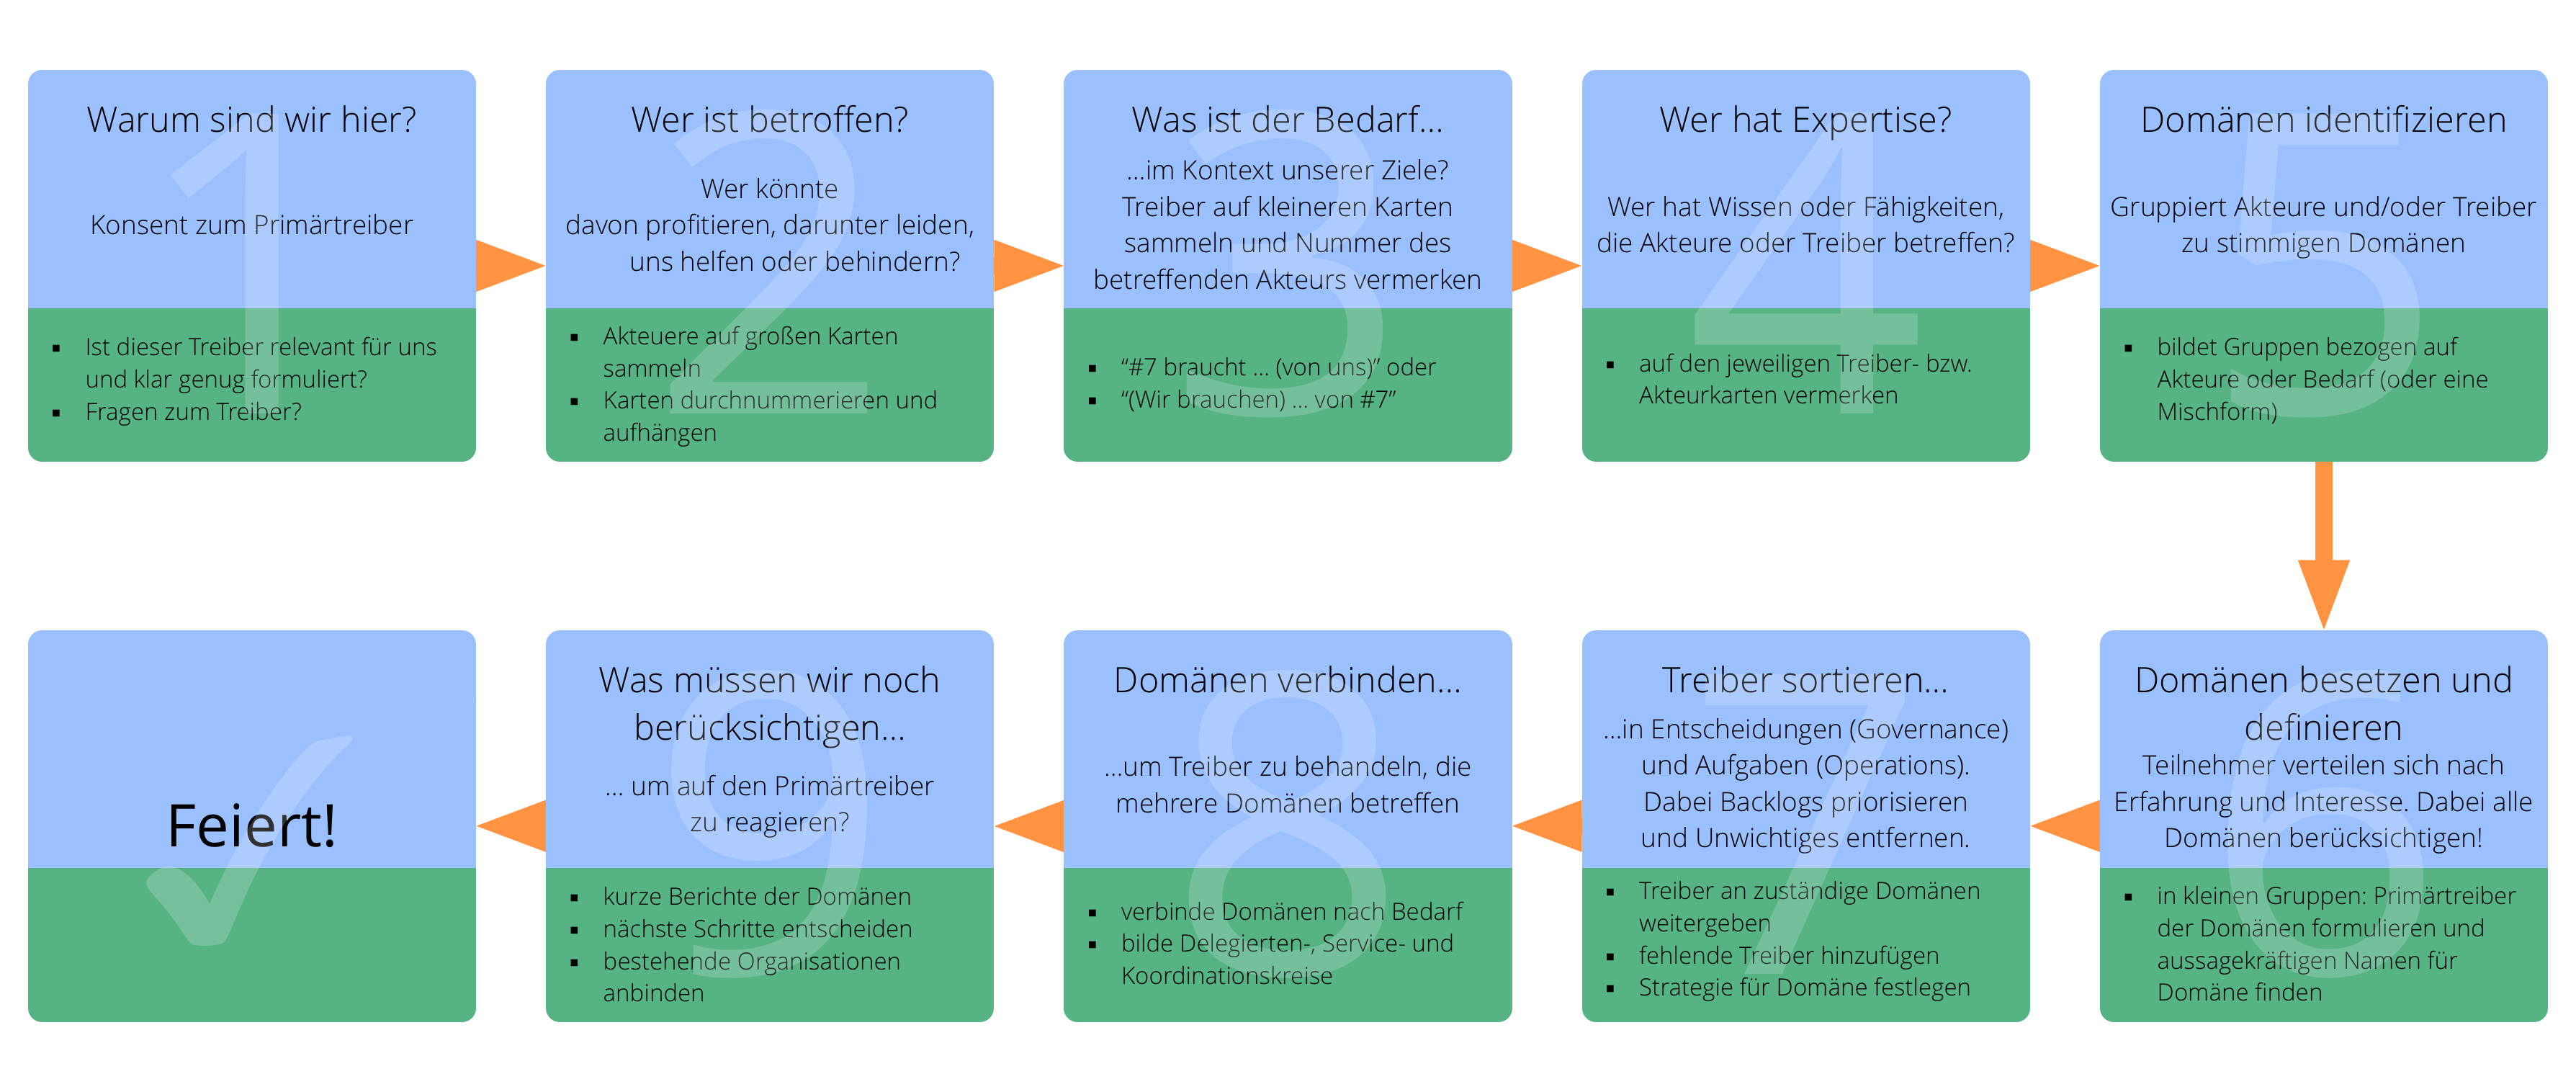 1
Warum sind wir hier?
Konsent zum Primärtreiber
▪ Ist dieser Treiber relevant für uns
und klar genug formuliert?
▪ Fragen zum Treiber?
2
Wer ist betroffen?
Wer könnte
davon profitieren, darunter leiden,
uns helfen oder behindern?
▪ Akteuere auf großen Karten
sammeln
▪ Karten durchnummerieren und
aufhängen
3
Was ist der Bedarf...
...im Kontext unserer Ziele?
Treiber auf kleineren Karten
sammeln und Nummer des
betreffenden Akteurs vermerken
▪ “#7 braucht ... (von uns)” oder
▪ “(Wir brauchen) ... von #7”
4
Wer hat Expertise?
Wer hat Wissen oder Fähigkeiten,
die Akteure oder Treiber betreffen?
▪ auf den jeweiligen Treiber- bzw.
Akteurkarten vermerken
5
Domänen identifizieren
Gruppiert Akteure und/oder Treiber
zu stimmigen Domänen
▪ bildet Gruppen bezogen auf
Akteure oder Bedarf (oder eine
Mischform)
6
Domänen besetzen und
definieren
Teilnehmer verteilen sich nach
Erfahrung und Interesse. Dabei alle
Domänen berücksichtigen!
▪ in kleinen Gruppen: Primärtreiber
der Domänen formulieren und
aussagekräftigen Namen für
Domäne finden
7
Treiber sortieren...
...in Entscheidungen (Governance)
und Aufgaben (Operations).
Dabei Backlogs priorisieren
und Unwichtiges entfernen.
▪ Treiber an zuständige Domänen
weitergeben
▪ fehlende Treiber hinzufügen
▪ Strategie für Domäne festlegen
8
Domänen verbinden...
...um Treiber zu behandeln, die
mehrere Domänen betreffen
▪ verbinde Domänen nach Bedarf
▪ bilde Delegierten-, Service- und
Koordinationskreise
9
Was müssen wir noch
berücksichtigen...
... um auf den Primärtreiber
zu reagieren?
▪ kurze Berichte der Domänen
▪ nächste Schritte entscheiden
▪ bestehende Organisationen
anbinden
✓
Feiert!